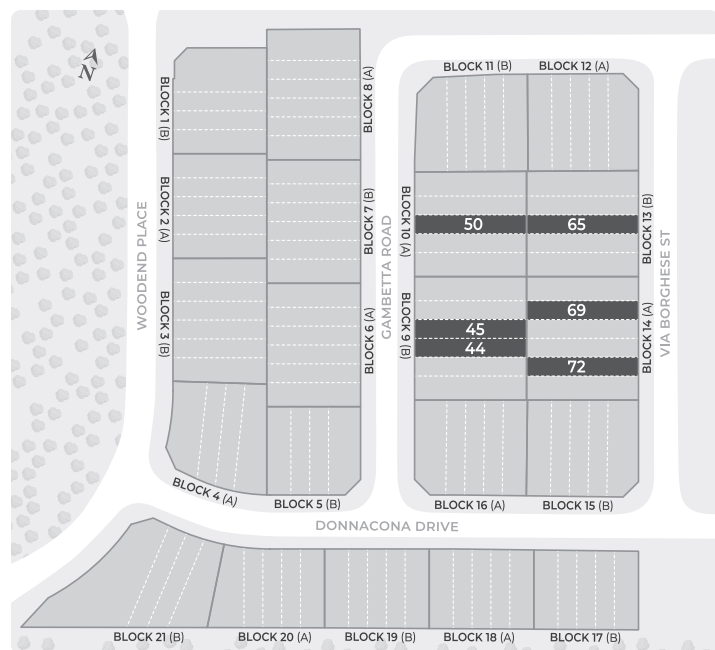 N
BLOCK 11 (B)
BLOCK 12 (A)
BLOCK 8 (A)
BLOCK 1 (B)
BLOCK 2 (A)
BLOCK 7 (B)
BLOCK 10 (A)
50
65
BLOCK 13 (B)
WOODEND PLACE
GAMBETTA ROAD
VIA BORGHESE ST
BLOCK 3 (B)
BLOCK 6 (A)
BLOCK 9 (B)
69
45
44
72
BLOCK 14 (A)
BLOCK 4 (A)
BLOCK 5 (B)
BLOCK 16 (A)
BLOCK 15 (B)
DONNACONA DRIVE
BLOCK 21 (B)
BLOCK 20 (A)
BLOCK 19 (B)
BLOCK 18 (A)
BLOCK 17 (B)